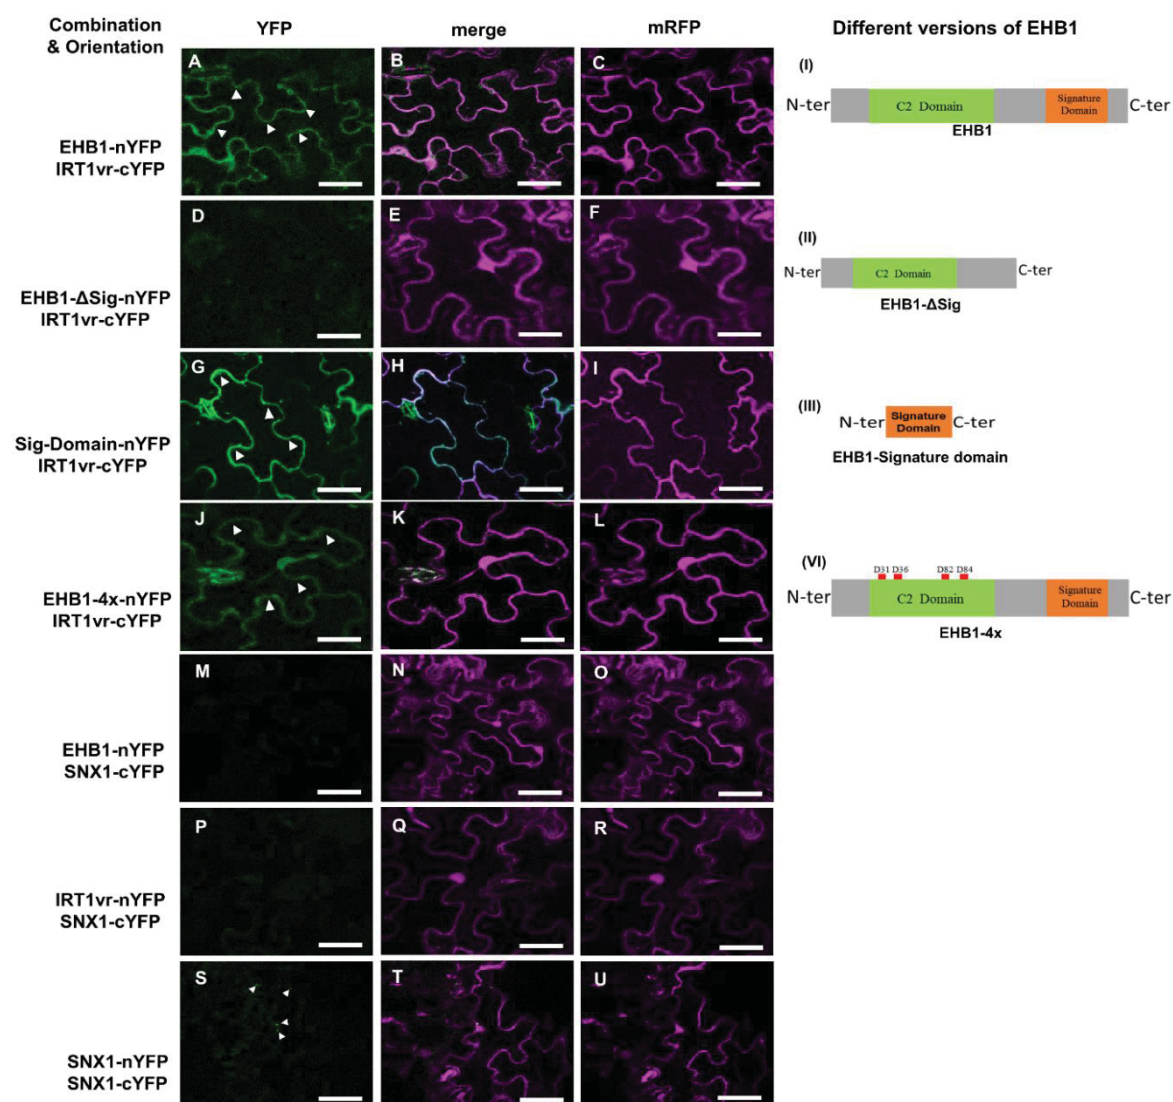 Combination
& Orientation
YFP
merge
mRFP
Different versions of EHB1
A
B
C
EHB1-nYFP
IRT1vr-cYFP
(I)
N-ter
C2 Domain
Signature
Domain
C-ter
EHB1
D
E
F
EHB1-ΔSig-nYFP
IRT1vr-cYFP
(II)
N-ter
C2 Domain
C-ter
EHB1-ΔSig
G
H
I
Sig-Domain-nYFP
IRT1vr-cYFP
(III)
N-ter
Signature
Domain
C-ter
EHB1-Signature domain
J
K
L
EHB1-4x-nYFP
IRT1vr-cYFP
(VI)
D31 D36 D82 D84
N-ter
C2 Domain
Signature
Domain
C-ter
EHB1-4x
M
N
O
EHB1-nYFP
SNX1-cYFP
P
Q
R
IRT1vr-nYFP
SNX1-cYFP
S
T
U
SNX1-nYFP
SNX1-cYFP